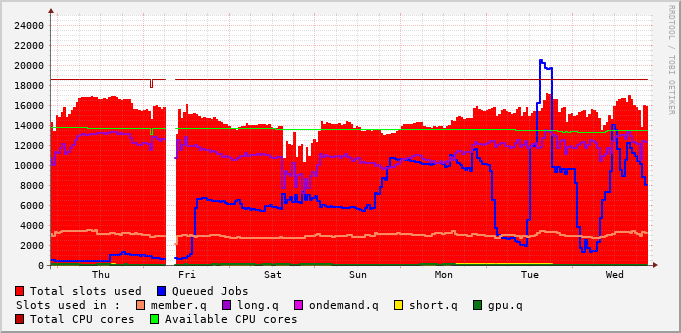 24000
22000
20000
18000
16000
14000
12000
10000
8000
6000
4000
2000
0
Thu Fri Sat Sun Mon Tue Wed
Total slots used Queued Jobs
Slots used in : member.q long.q ondemand.q short.q gpu.q
Total CPU cores Available CPU cores
RRDTOOL / TOBI OETIKER